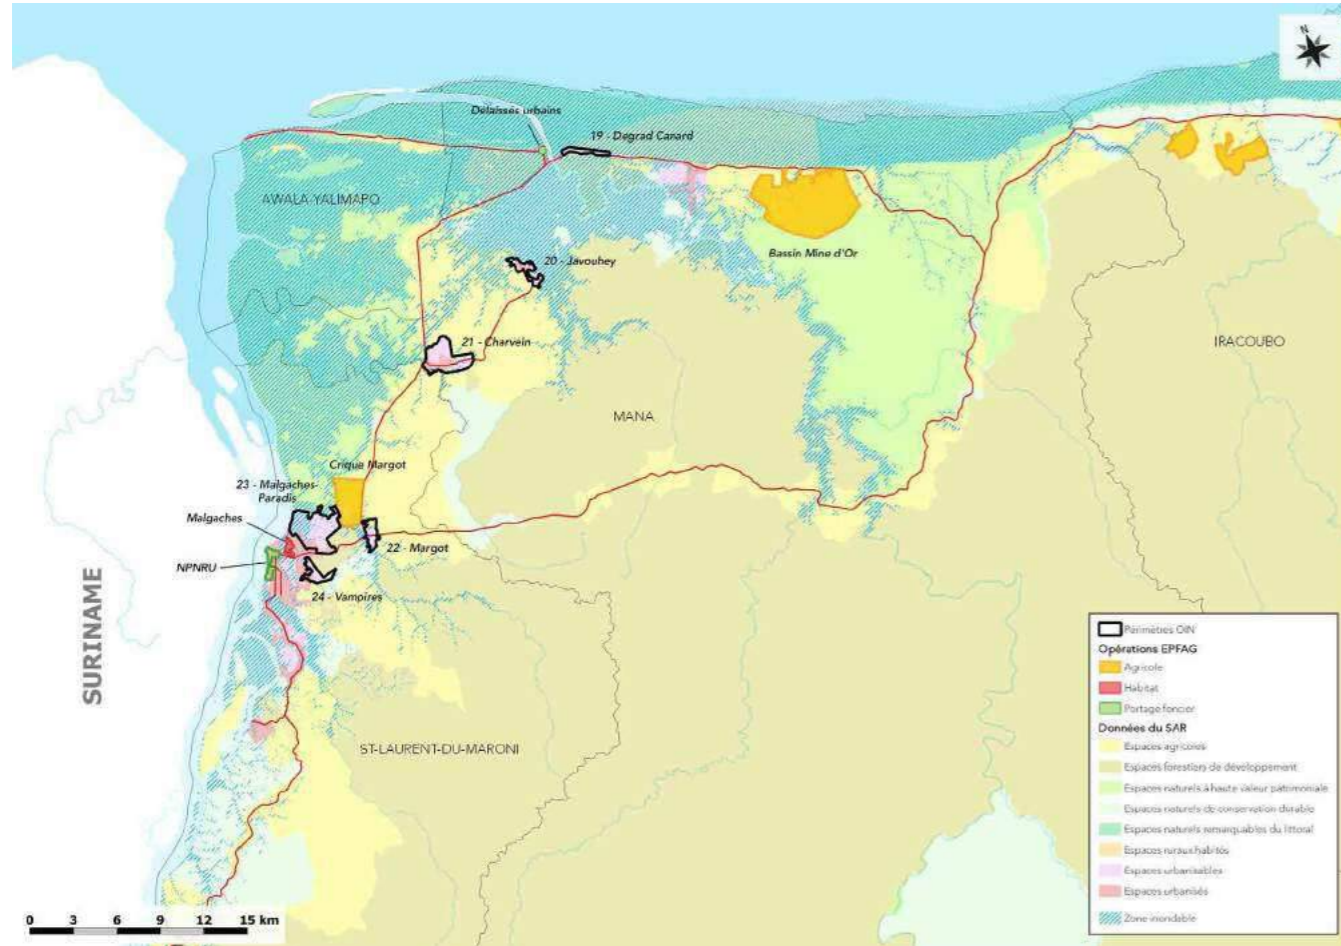 N
Délaissés urbains
19 - Degrad Canard
AWALA-YALIMAPO
20 - Javouhey
Bassin Mine d'Or
21 - Charvein
IRACOUBO
MANA
Crique Margot
23 - Malgaches-
Paradis
Malgaches
22 - Margot
NPNRU
24 - Vampires
SURINAME
ST-LAURENT-DU-MARONI
Périmètres OIN
Opérations EPFAG
Agricole
Habitat
Portage foncier
Données du SAR
Espaces agricoles
Espaces forestiers de développement
Espaces naturels à haute valeur patrimoniale
Espaces naturels de conservation durable
Espaces naturels remarquables du littoral
Espaces ruraux habités
Espaces urbanisables
Espaces urbanisés
Zone inondable
0 3 6 9 12 15 km